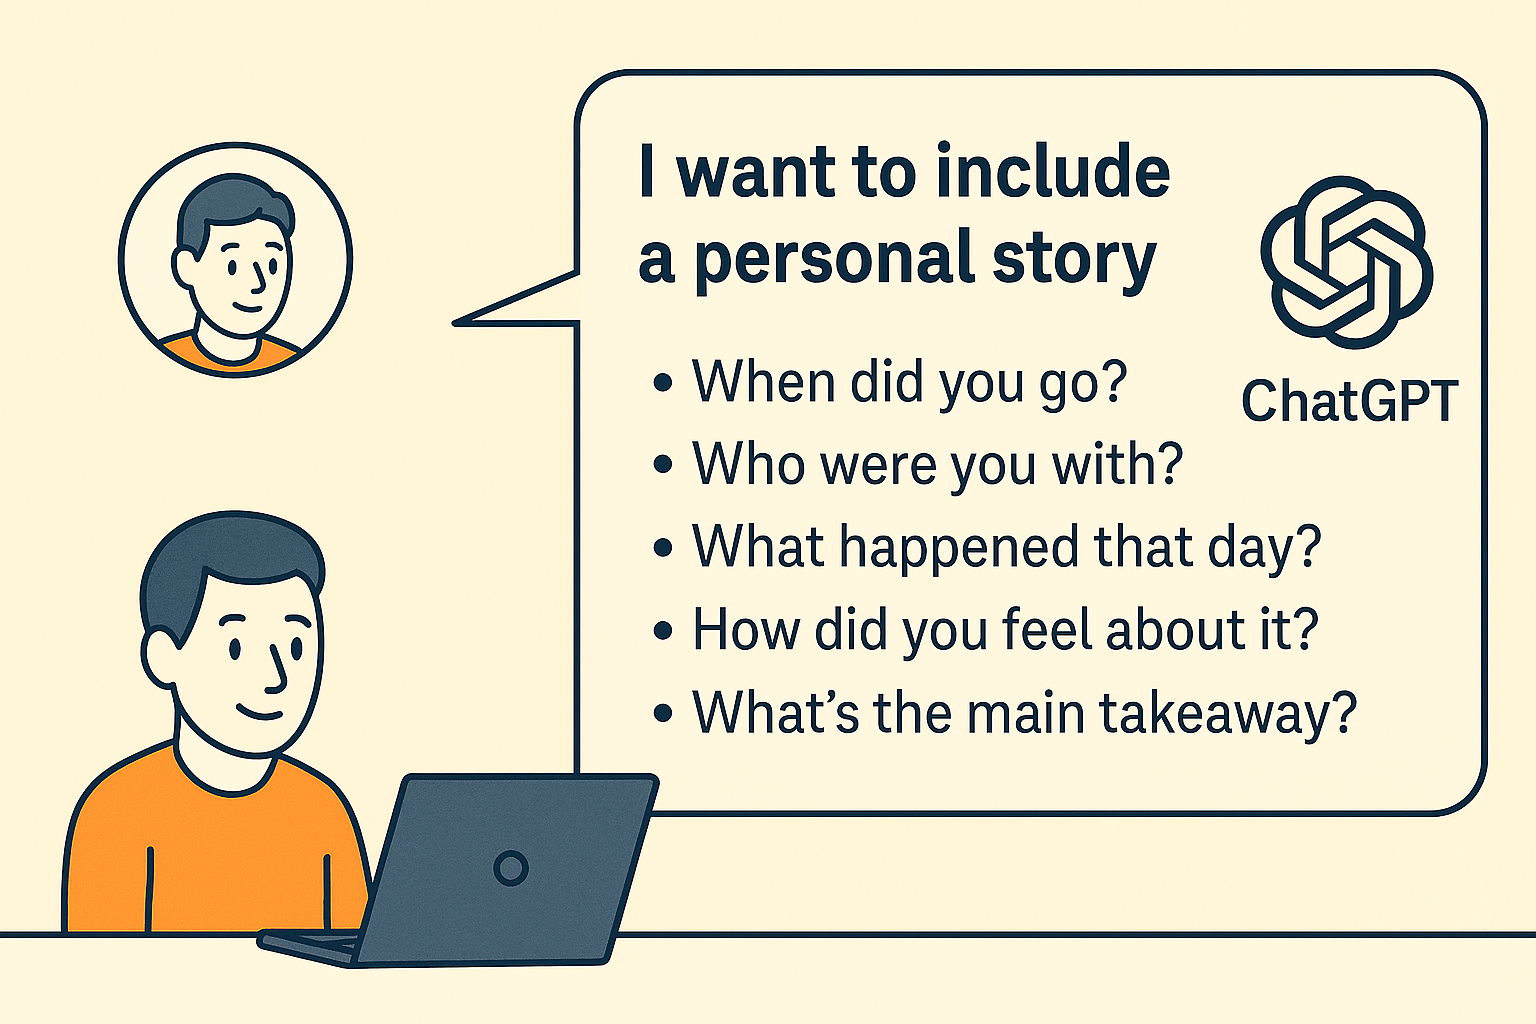 I want to include
a personal story
• When did you go?
• Who were you with?
• What happened that day?
• How did you feel about it?
• What’s the main takeaway?
ChatGPT